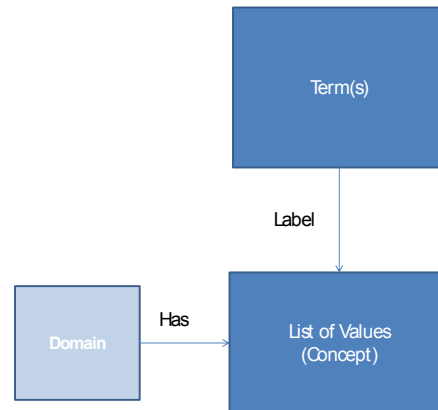 Term(s)
Label
Has
Domain
List of Values
(Concept)